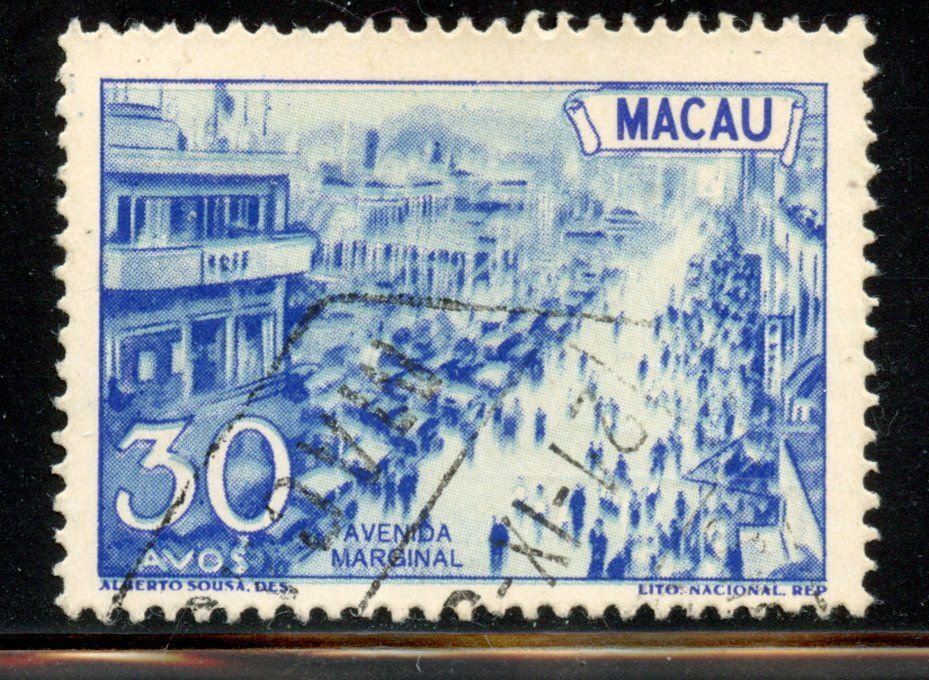 MACAU
30
AVOS
AVENIDA
MARGINAL
ALBERTO SOUSA, DES.
LITO. NACIONAL. REP